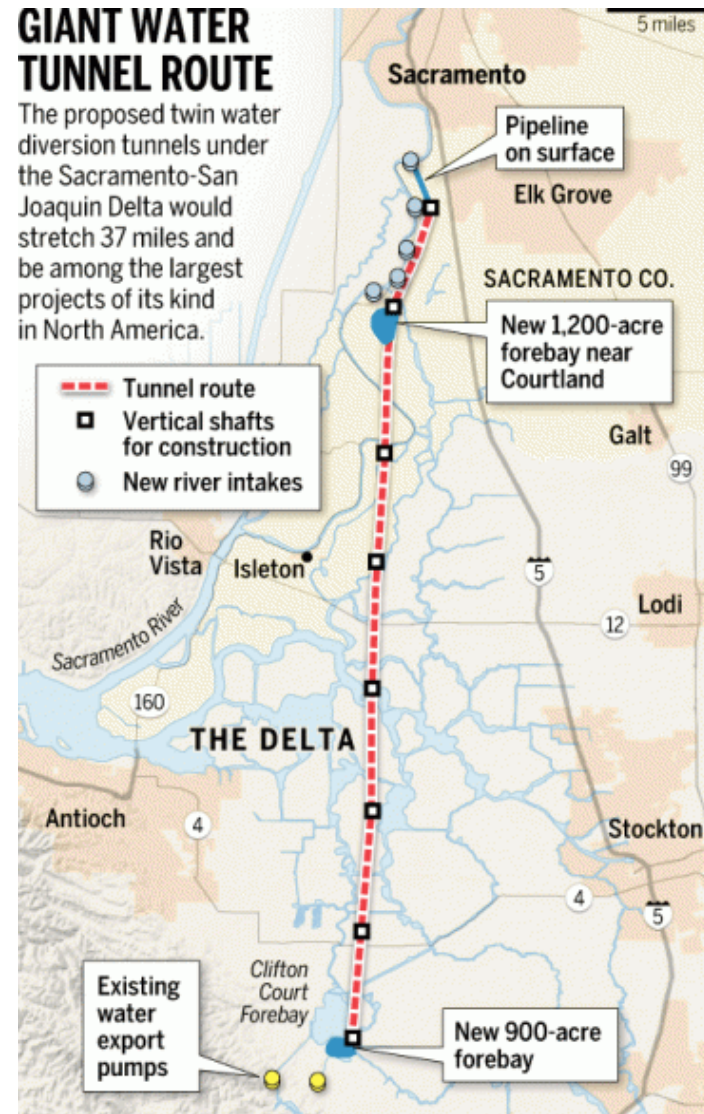 GIANT WATER
TUNNEL ROUTE
The proposed twin water
diversion tunnels under
the Sacramento-San
Joaquin Delta would
stretch 37 miles and
be among the largest
projects of its kind
in North America.
5 miles
Sacramento
Pipeline
on surface
Elk Grove
SACRAMENTO CO.
New 1,200-acre
forebay near
Courtland
Tunnel route
Vertical shafts
for construction
New river intakes
Galt
99
Rio
Vista
Isleton
5
Lodi
12
Sacramento River
160
THE DELTA
Antioch
4
Stockton
4
5
Clifton
Court
Forebay
Existing
water
export
pumps
New 900-acre
forebay